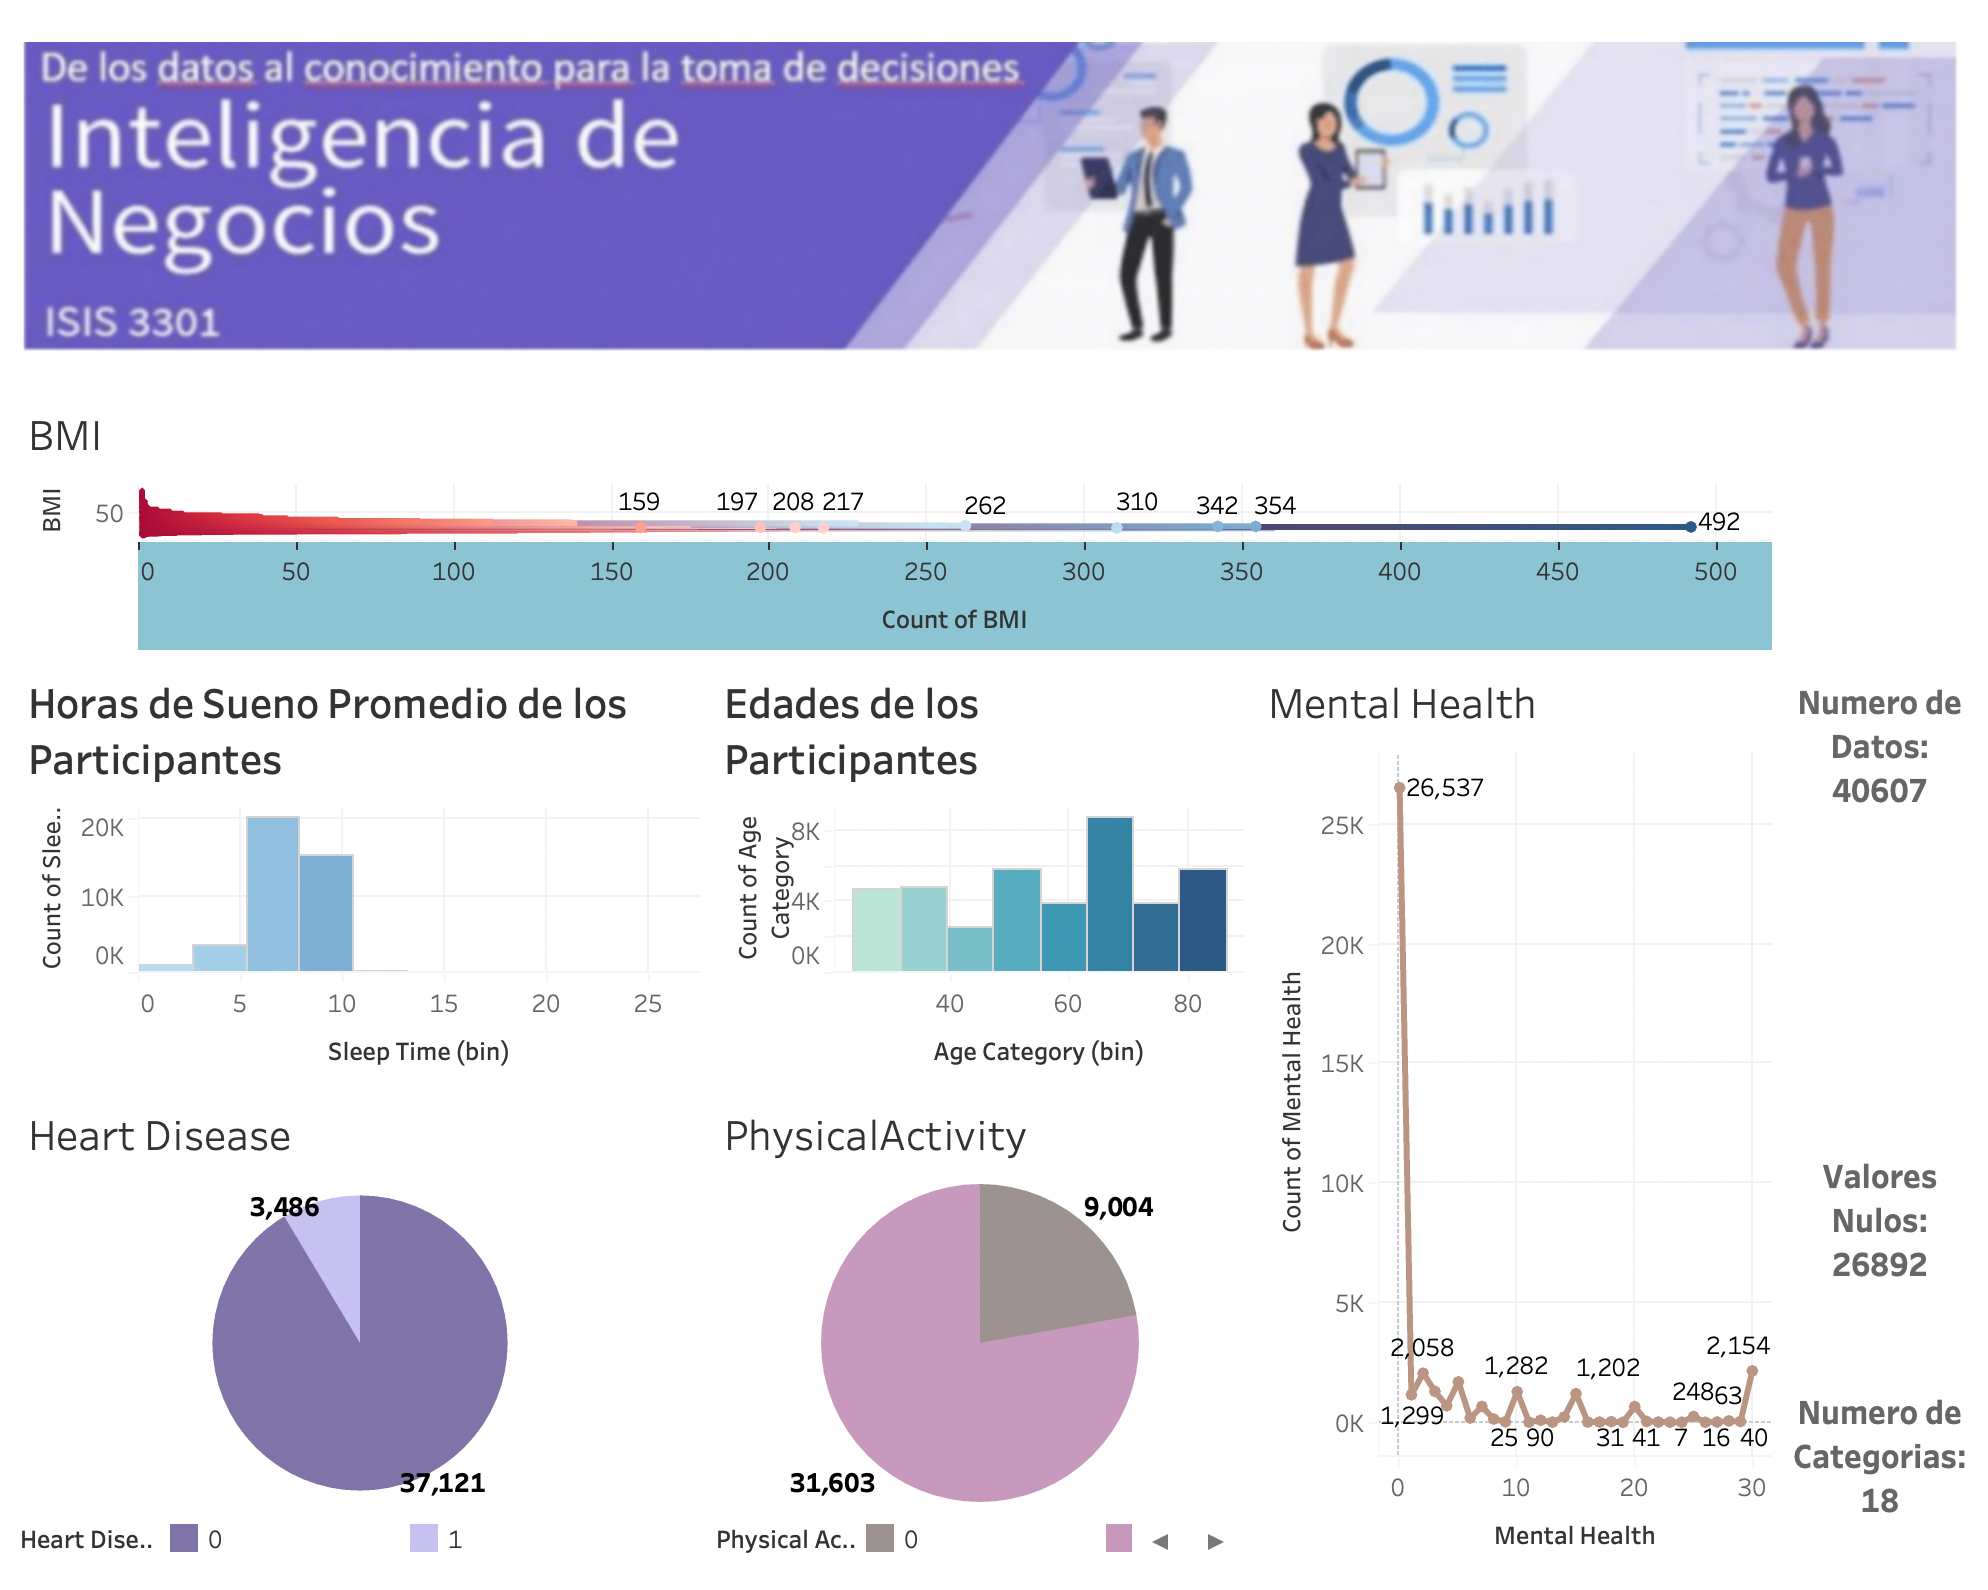 De los datos al conocimiento para la toma de decisiones
Inteligencia de
Negocios
ISIS 3301
BMI
BMI
50
159 197 208 217 262 310 342 354 492
0 50 100 150 200 250 300 350 400 450 500
Count of BMI
Horas de Sueno Promedio de los
Participantes
Count of Slee..
20K
10K
0K
0 5 10 15 20 25
Sleep Time (bin)
Edades de los
Participantes
Count of Age
Category
8K
4K
0K
40 60 80
Age Category (bin)
Mental Health
Count of Mental Health
25K
20K
15K
10K
5K
0K
26,537
2,058 1,282 1,202 248 63 2,154
1,299 25 90 31 41 7 16 40
0 10 20 30
Mental Health
Numero de
Datos:
40607
Valores
Nulos:
26892
Numero de
Categorias:
18
Heart Disease
3,486
37,121
Heart Dise.. 0 1
PhysicalActivity
9,004
31,603
Physical Ac.. 0